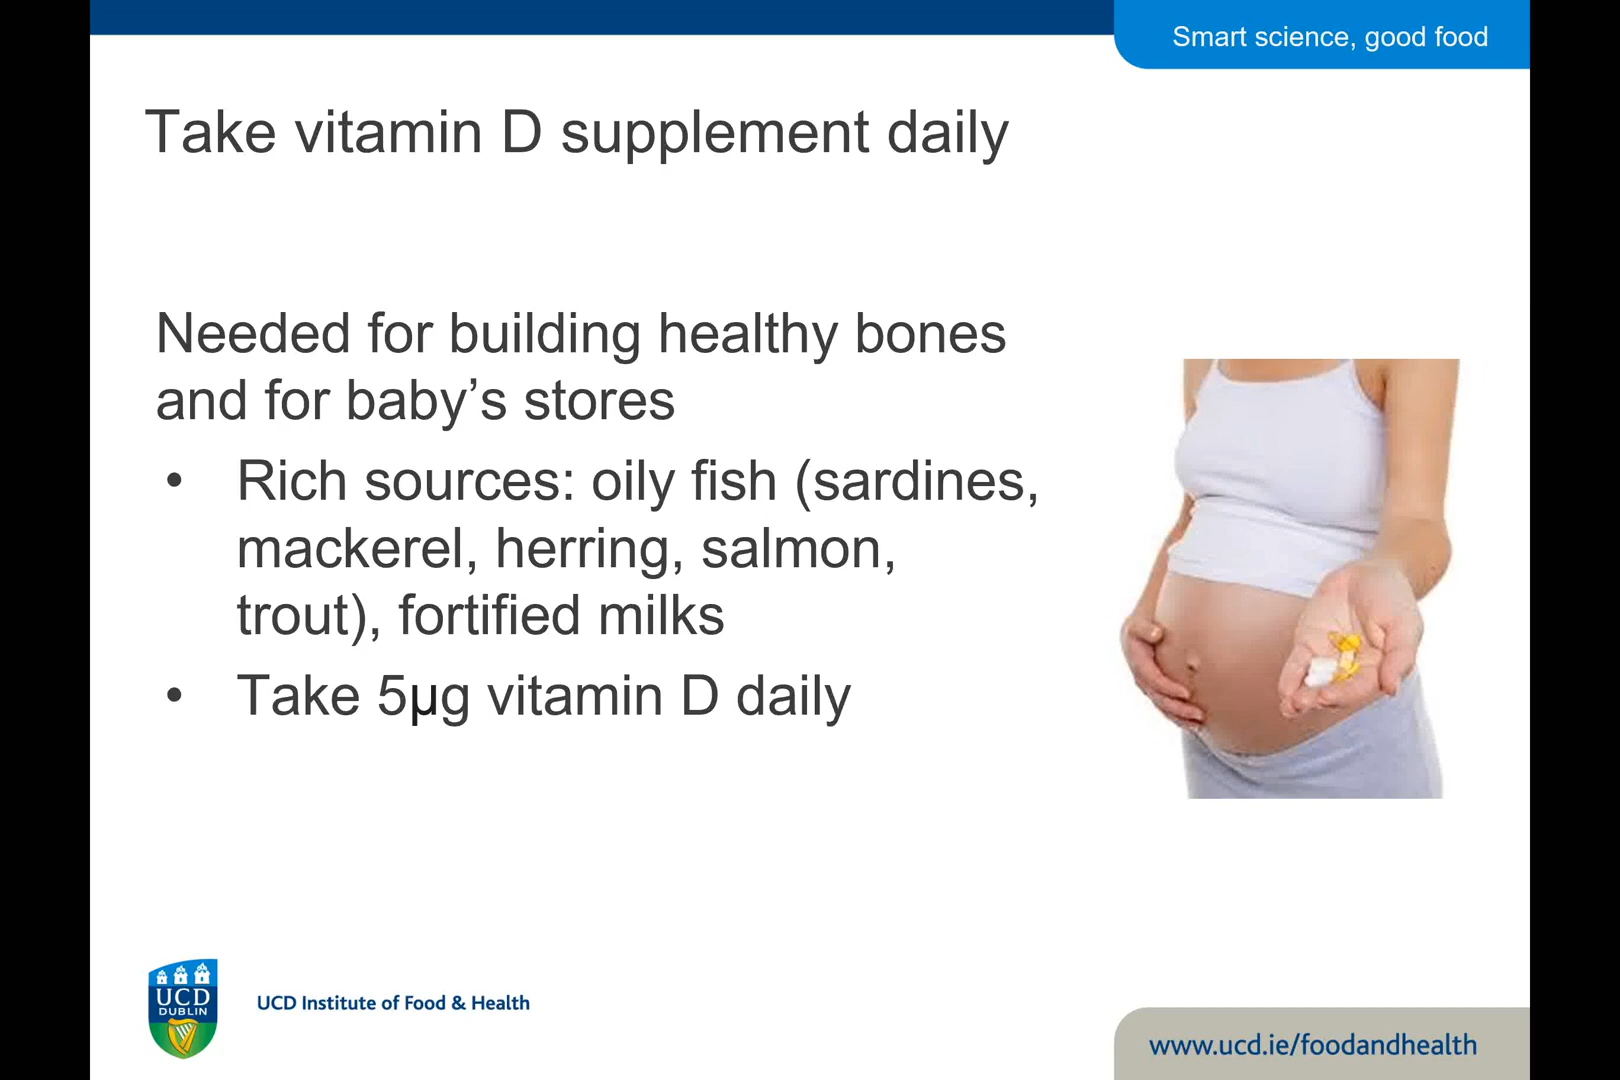 Smart science, good food
Take vitamin D supplement daily
Needed for building healthy bones
and for baby’s stores
• Rich sources: oily fish (sardines,
mackerel, herring, salmon,
trout), fortified milks
• Take 5μg vitamin D daily
UCD
DUBLIN
UCD Institute of Food & Health
www.ucd.ie/foodandhealth